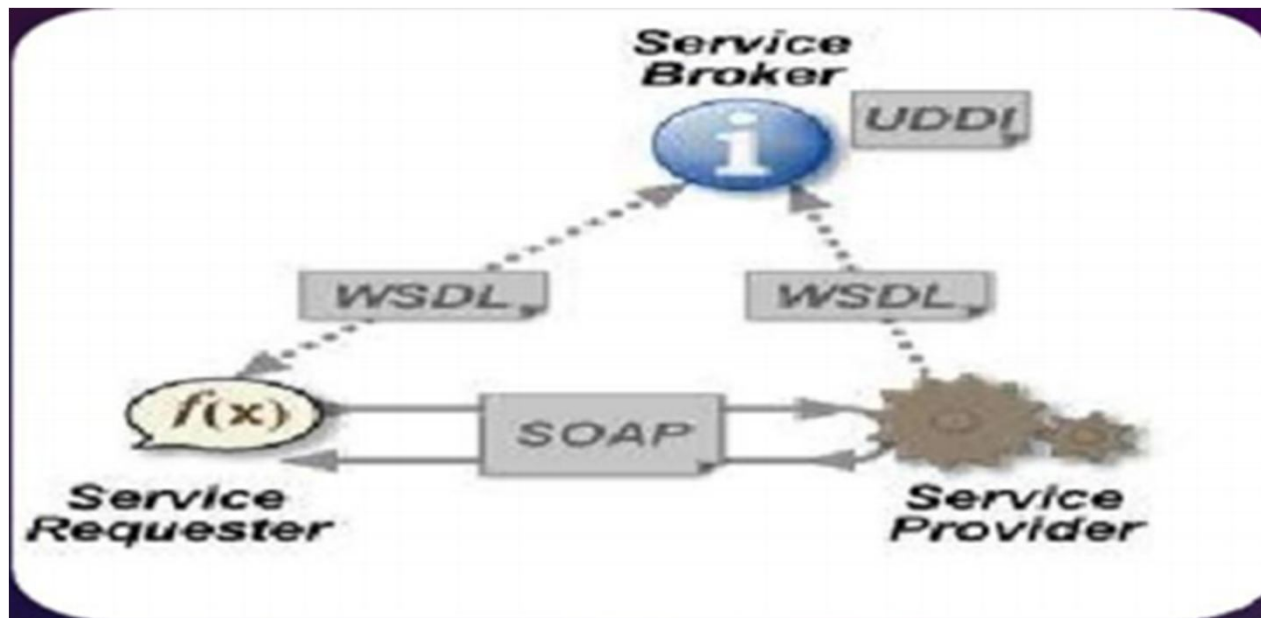 Service
Broker
i
UDDI
WSDL
WSDL
f(x)
SOAP
Service
Requester
Service
Provider